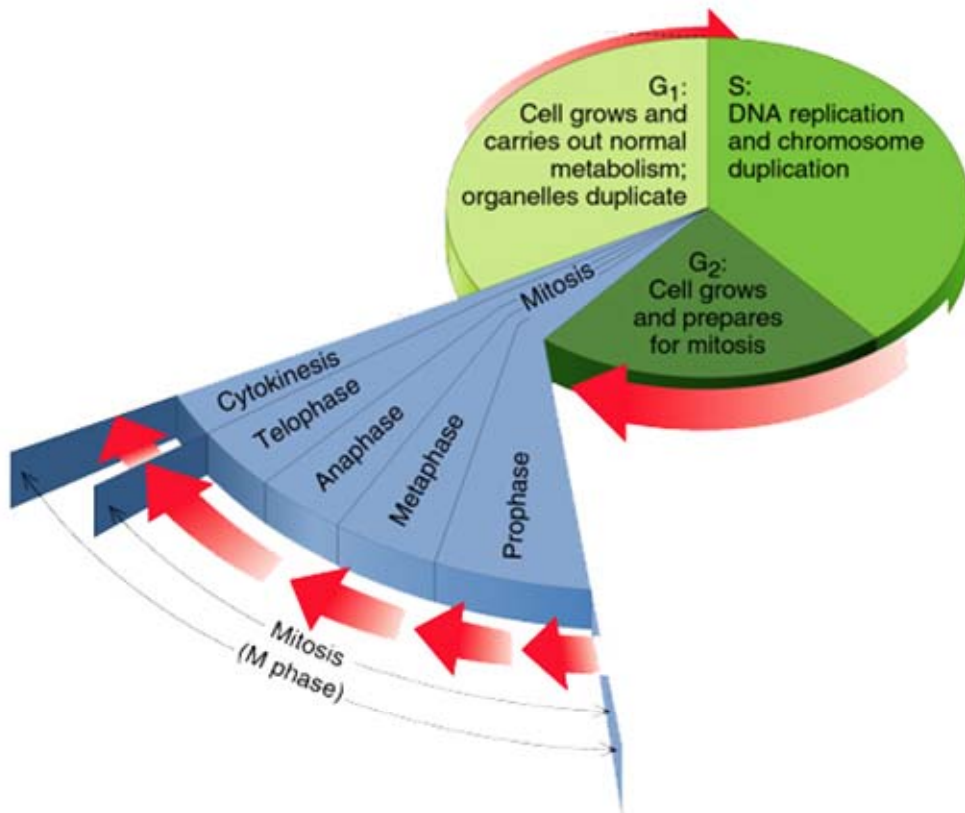 G1:
Cell grows and
carries out normal
metabolism;
organelles duplicate
S:
DNA replication
and chromosome
duplication
G2:
Cell grows
and prepares
for mitosis
Mitosis
Cytokinesis
Telophase
Anaphase
Metaphase
Prophase
Mitosis
(M phase)